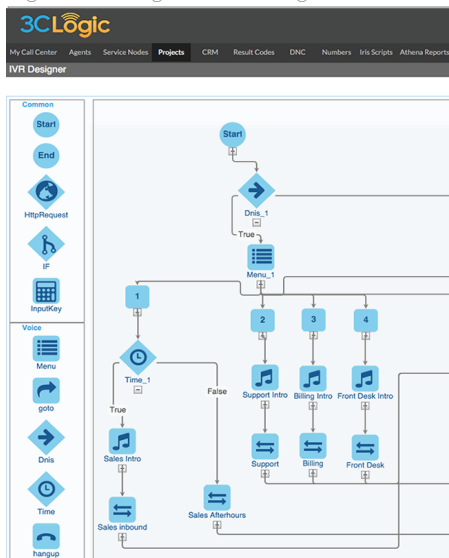 3CLogic
My Call Center Agents Service Nodes Projects CRM Result Codes DNC Numbers Iris Scripts Athena Reports
IVR Designer
Common
Start
End
HttpRequest
IF
InputKey
Voice
Menu
goto
Dnis
Time
hangup
Start
Dnis_1
True
Menu_1
1
2
3
4
Time_1
True
False
Support Intro
Billing Intro
Front Desk Intro
Sales Intro
Support
Billing
Front Desk
Sales inbound
Sales Afterhours